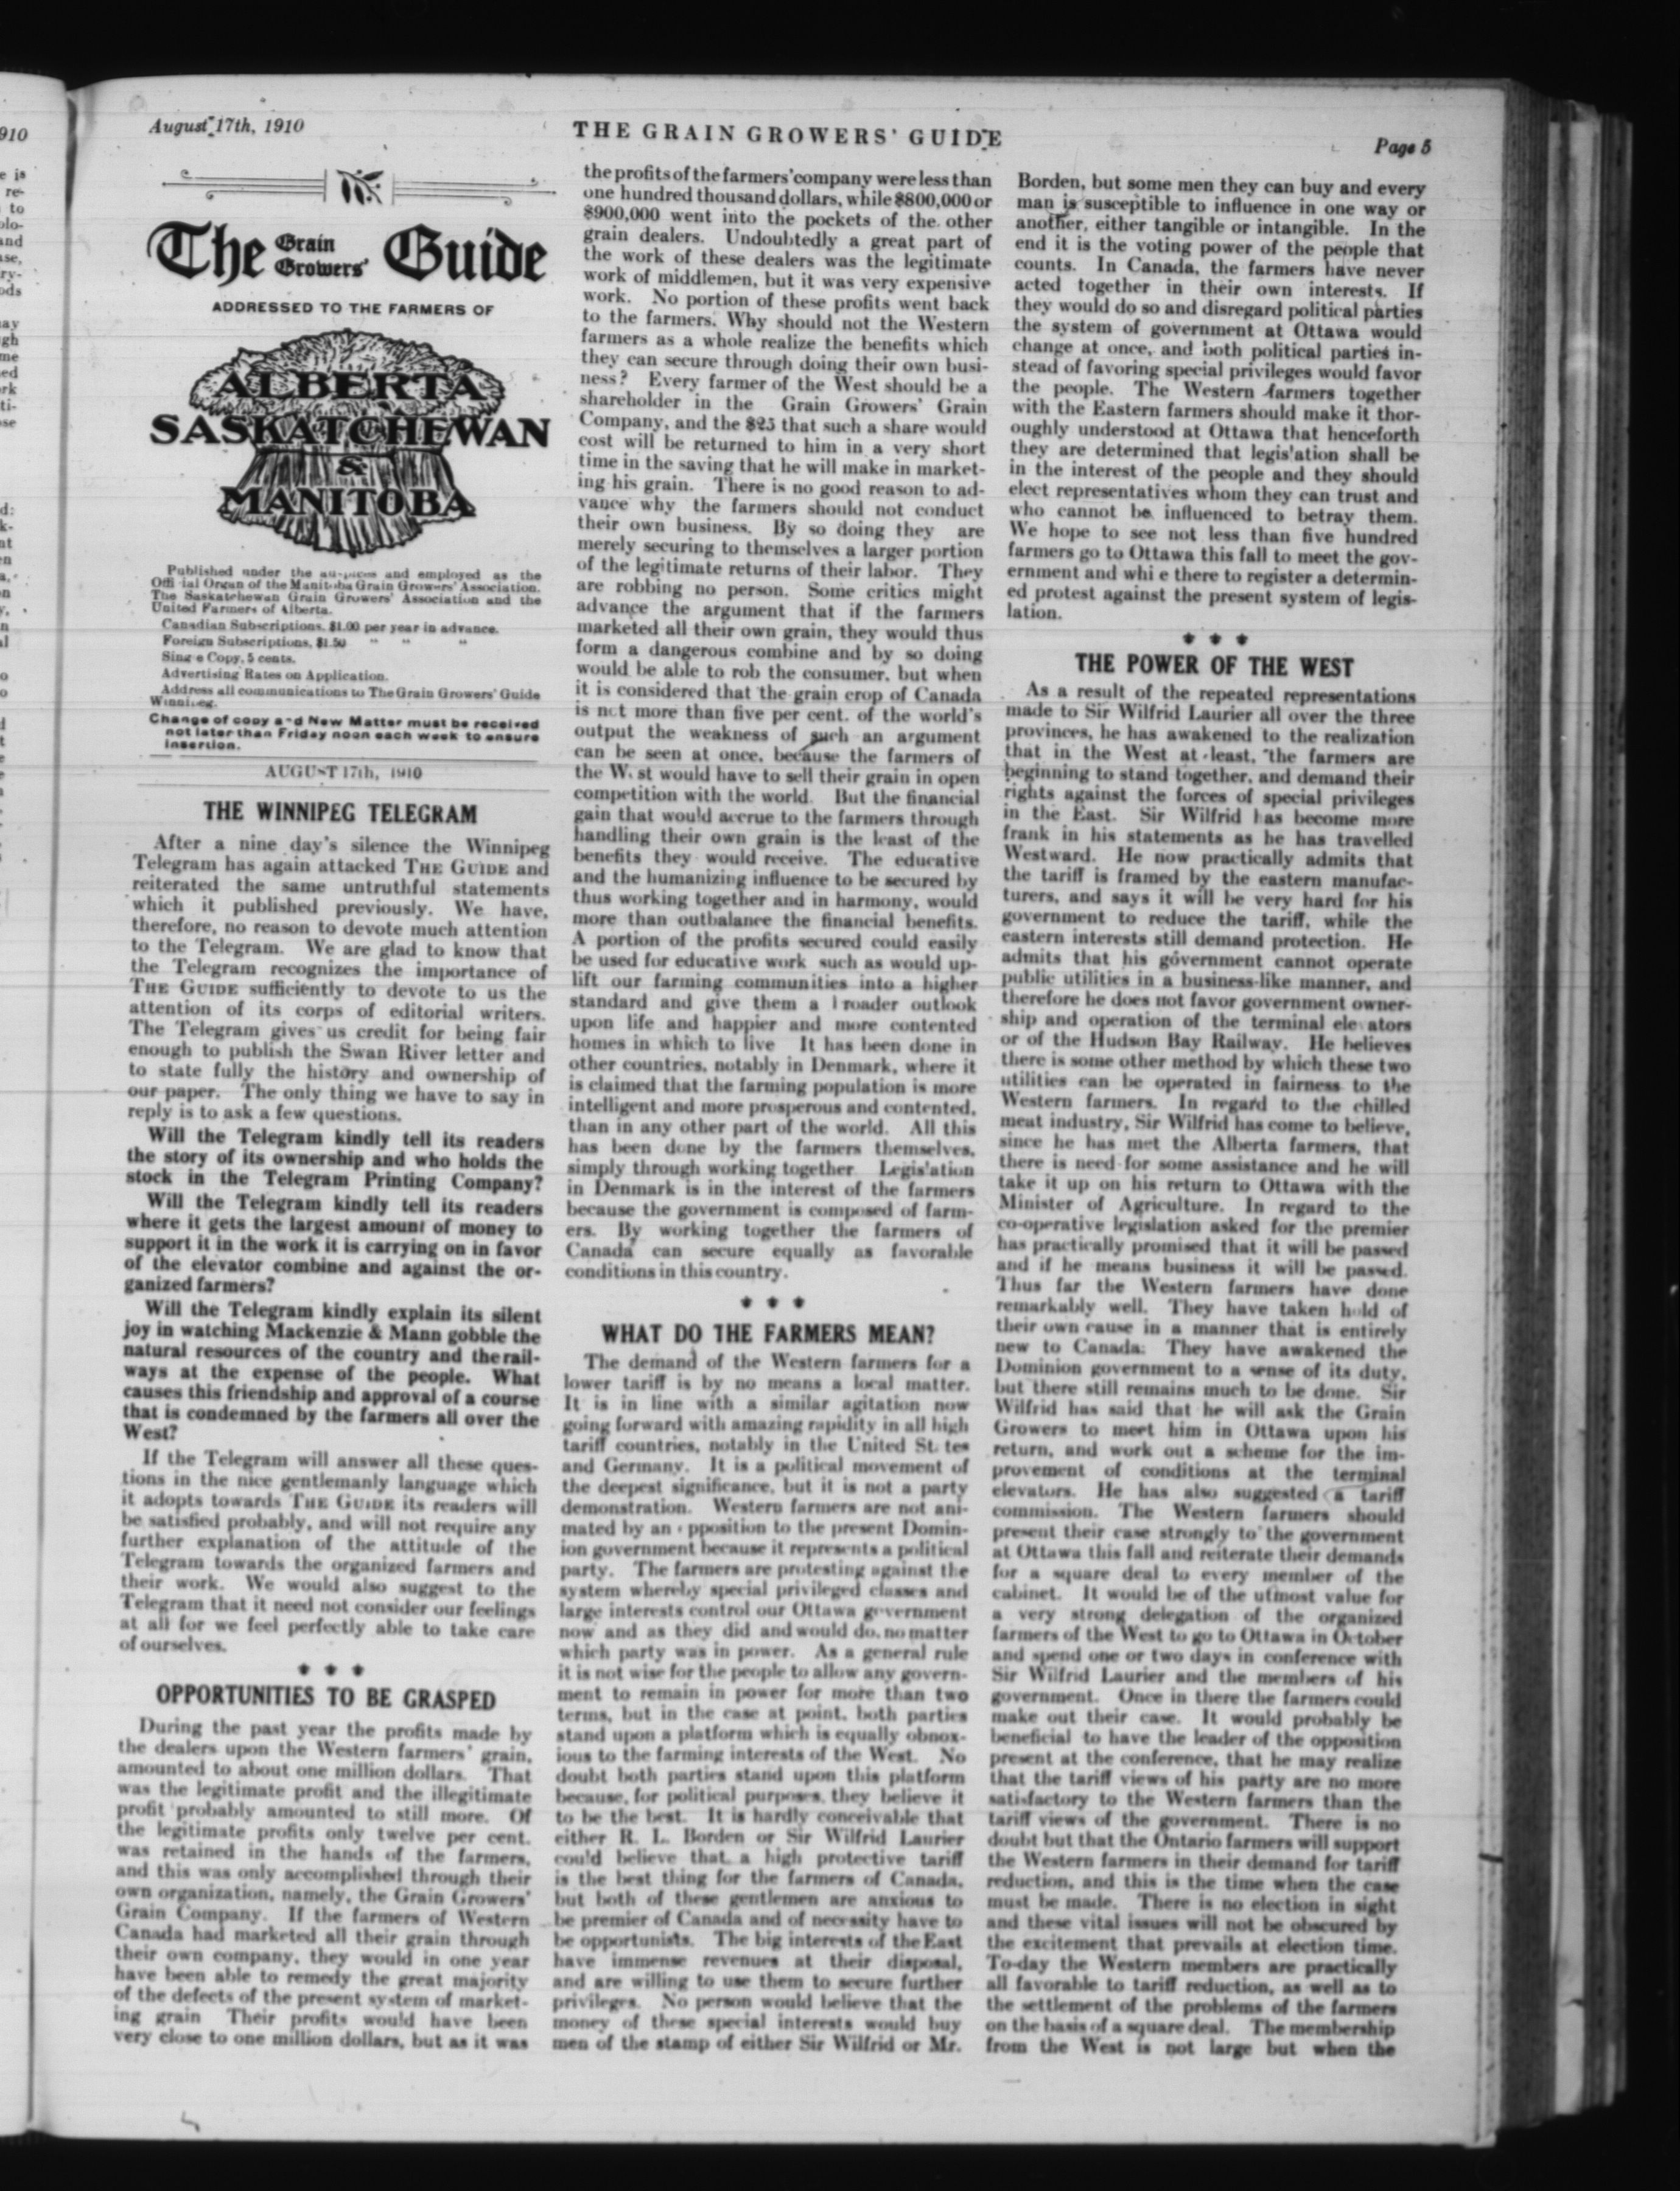 August 17th, 1910
THE GRAIN GROWERS' GUIDE
Page 5
The Grain Growers' Guide
ADDRESSED TO THE FARMERS OF
ALBERTA
SASKATCHEWAN
&
MANITOBA
Published under the auspices and employed as the
Offi ial Organ of the Manitoba Grain Growers' Association,
The Saskatchewan Grain Growers' Association and the
United Farmers of Alberta.
Canadian Subscriptions, $1.00 per year in advance.
Foreign Subscriptions, $1.50 " " "
Sing e Copy, 5 cents.
Advertising Rates on Application.
Address all communications to The Grain Growers' Guide
Winnipeg.
Change of copy and New Matter must be received
not later than Friday noon each week to ensure
insertion.
AUGUST 17th, 1910
THE WINNIPEG TELEGRAM
After a nine day's silence the Winnipeg
Telegram has again attacked THE GUIDE and
reiterated the same untruthful statements
which it published previously. We have,
therefore, no reason to devote much attention
to the Telegram. We are glad to know that
the Telegram recognizes the importance of
THE GUIDE sufficiently to devote to us the
attention of its corps of editorial writers.
The Telegram gives us credit for being fair
enough to publish the Swan River letter and
to state fully the history and ownership of
our paper. The only thing we have to say in
reply is to ask a few questions.
Will the Telegram kindly tell its readers
the story of its ownership and who holds the
stock in the Telegram Printing Company?
Will the Telegram kindly tell its readers
where it gets the largest amount of money to
support it in the work it is carrying on in favor
of the elevator combine and against the or-
ganized farmers?
Will the Telegram kindly explain its silent
joy in watching Mackenzie & Mann gobble the
natural resources of the country and the rail-
ways at the expense of the people. What
causes this friendship and approval of a course
that is condemned by the farmers all over the
West?
If the Telegram will answer all these ques-
tions in the nice gentlemanly language which
it adopts towards THE GUIDE its readers will
be satisfied probably, and will not require any
further explanation of the attitude of the
Telegram towards the organized farmers and
their work. We would also suggest to the
Telegram that it need not consider our feelings
at all for we feel perfectly able to take care
of ourselves.
OPPORTUNITIES TO BE GRASPED
During the past year the profits made by
the dealers upon the Western farmers' grain,
amounted to about one million dollars. That
was the legitimate profit and the illegitimate
profit probably amounted to still more. Of
the legitimate profits only twelve per cent.
was retained in the hands of the farmers,
and this was only accomplished through their
own organization, namely, the Grain Growers'
Grain Company. If the farmers of Western
Canada had marketed all their grain through
their own company, they would in one year
have been able to remedy the great majority
of the defects of the present system of market-
ing grain Their profits would have been
very close to one million dollars, but as it was
the profits of the farmers' company were less than
one hundred thousand dollars, while $800,000 or
$900,000 went into the pockets of the other
grain dealers. Undoubtedly a great part of
the work of these dealers was the legitimate
work of middlemen, but it was very expensive
work. No portion of these profits went back
to the farmers. Why should not the Western
farmers as a whole realize the benefits which
they can secure through doing their own busi-
ness? Every farmer of the West should be a
shareholder in the Grain Growers' Grain
Company, and the $25 that such a share would
cost will be returned to him in a very short
time in the saving that he will make in market-
ing his grain. There is no good reason to ad-
vance why the farmers should not conduct
their own business. By so doing they are
merely securing to themselves a larger portion
of the legitimate returns of their labor. They
are robbing no person. Some critics might
advance the argument that if the farmers
marketed all their own grain, they would thus
form a dangerous combine and by so doing
would be able to rob the consumer, but when
it is considered that the grain crop of Canada
is not more than five per cent. of the world's
output the weakness of such an argument
can be seen at once, because the farmers of
the W st would have to sell their grain in open
competition with the world. But the financial
gain that would accrue to the farmers through
handling their own grain is the least of the
benefits they would receive. The educative
and the humanizing influence to be secured by
thus working together and in harmony, would
more than outbalance the financial benefits.
A portion of the profits secured could easily
be used for educative work such as would up-
lift our farming communities into a higher
standard and give them a broader outlook
upon life and happier and more contented
homes in which to live It has been done in
other countries, notably in Denmark, where it
is claimed that the farming population is more
intelligent and more prosperous and contented,
than in any other part of the world. All this
has been done by the farmers themselves,
simply through working together Legis'ation
in Denmark is in the interest of the farmers
because the government is composed of farm-
ers. By working together the farmers of
Canada can secure equally as favorable
conditions in this country.
WHAT DO THE FARMERS MEAN?
The demand of the Western farmers for a
lower tariff is by no means a local matter.
It is in line with a similar agitation now
going forward with amazing rapidity in all high
tariff countries, notably in the United St tes
and Germany. It is a political movement of
the deepest significance, but it is not a party
demonstration. Western farmers are not ani-
mated by an opposition to the present Domin-
ion government because it represents a political
party. The farmers are protesting against the
system whereby special privileged classes and
large interests control our Ottawa government
now and as they did and would do, no matter
which party was in power. As a general rule
it is not wise for the people to allow any govern-
ment to remain in power for more than two
terms, but in the case at point, both parties
stand upon a platform which is equally obnox-
ious to the farming interests of the West. No
doubt both parties stand upon this platform
because, for political purposes, they believe it
to be the best. It is hardly conceivable that
either R. L. Borden or Sir Wilfrid Laurier
could believe that a high protective tariff
is the best thing for the farmers of Canada,
but both of these gentlemen are anxious to
be premier of Canada and of necessity have to
be opportunists. The big interests of the East
have immense revenues at their disposal,
and are willing to use them to secure further
privileges. No person would believe that the
money of these special interests would buy
men of the stamp of either Sir Wilfrid or Mr.
Borden, but some men they can buy and every
man is susceptible to influence in one way or
another, either tangible or intangible. In the
end it is the voting power of the people that
counts. In Canada, the farmers have never
acted together in their own interests. If
they would do so and disregard political parties
the system of government at Ottawa would
change at once, and both political parties in-
stead of favoring special privileges would favor
the people. The Western farmers together
with the Eastern farmers should make it thor-
oughly understood at Ottawa that henceforth
they are determined that legis'ation shall be
in the interest of the people and they should
elect representatives whom they can trust and
who cannot be influenced to betray them.
We hope to see not less than five hundred
farmers go to Ottawa this fall to meet the gov-
ernment and whi e there to register a determin-
ed protest against the present system of legis-
lation.
THE POWER OF THE WEST
As a result of the repeated representations
made to Sir Wilfrid Laurier all over the three
provinces, he has awakened to the realization
that in the West at least, the farmers are
beginning to stand together, and demand their
rights against the forces of special privileges
in the East. Sir Wilfrid has become more
frank in his statements as he has travelled
Westward. He now practically admits that
the tariff is framed by the eastern manufac-
turers, and says it will be very hard for his
government to reduce the tariff, while the
eastern interests still demand protection. He
admits that his government cannot operate
public utilities in a business-like manner, and
therefore he does not favor government owner-
ship and operation of the terminal ele ators
or of the Hudson Bay Railway. He believes
there is some other method by which these two
utilities can be operated in fairness to the
Western farmers. In regard to the chilled
meat industry, Sir Wilfrid has come to believe,
since he has met the Alberta farmers, that
there is need for some assistance and he will
take it up on his return to Ottawa with the
Minister of Agriculture. In regard to the
co-operative legislation asked for the premier
has practically promised that it will be passed
and if he means business it will be passed.
Thus far the Western farmers have done
remarkably well. They have taken hold of
their own cause in a manner that is entirely
new to Canada. They have awakened the
Dominion government to a sense of its duty,
but there still remains much to be done. Sir
Wilfrid has said that he will ask the Grain
Growers to meet him in Ottawa upon his
return, and work out a scheme for the im-
provement of conditions at the terminal
elevators. He has also suggested a tariff
commission. The Western farmers should
present their case strongly to the government
at Ottawa this fall and reiterate their demands
for a square deal to every member of the
cabinet. It would be of the utmost value for
a very strong delegation of the organized
farmers of the West to go to Ottawa in October
and spend one or two days in conference with
Sir Wilfrid Laurier and the members of his
government. Once in there the farmers could
make out their case. It would probably be
beneficial to have the leader of the opposition
present at the conference, that he may realize
that the tariff views of his party are no more
satisfactory to the Western farmers than the
tariff views of the government. There is no
doubt but that the Ontario farmers will support
the Western farmers in their demand for tariff
reduction, and this is the time when the case
must be made. There is no election in sight
and these vital issues will not be obscured by
the excitement that prevails at election time.
To-day the Western members are practically
all favorable to tariff reduction, as well as to
the settlement of the problems of the farmers
on the basis of a square deal. The membership
from the West is not large but when the